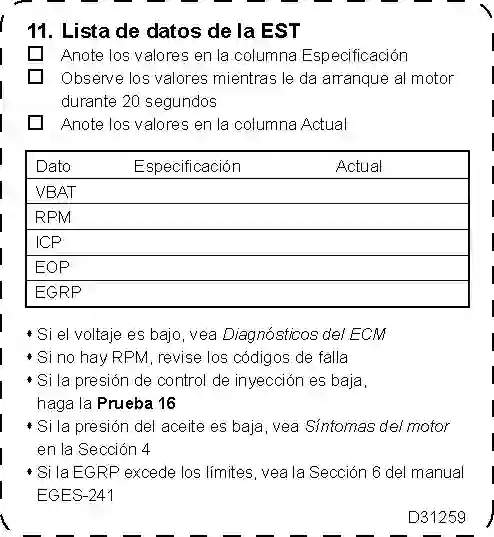 11. Lista de datos de la EST
Anote los valores en la columna Especificación
Observe los valores mientras le da arranque al motor
durante 20 segundos
Anote los valores en la columna Actual
Dato Especificación Actual
VBAT
RPM
ICP
EOP
EGRP
• Si el voltaje es bajo, vea Diagnósticos del ECM
• Si no hay RPM, revise los códigos de falla
• Si la presión de control de inyección es baja,
haga la Prueba 16
• Si la presión del aceite es baja, vea Síntomas del motor
en la Sección 4
• Si la EGRP excede los límites, vea la Sección 6 del manual
EGES-241
D31259